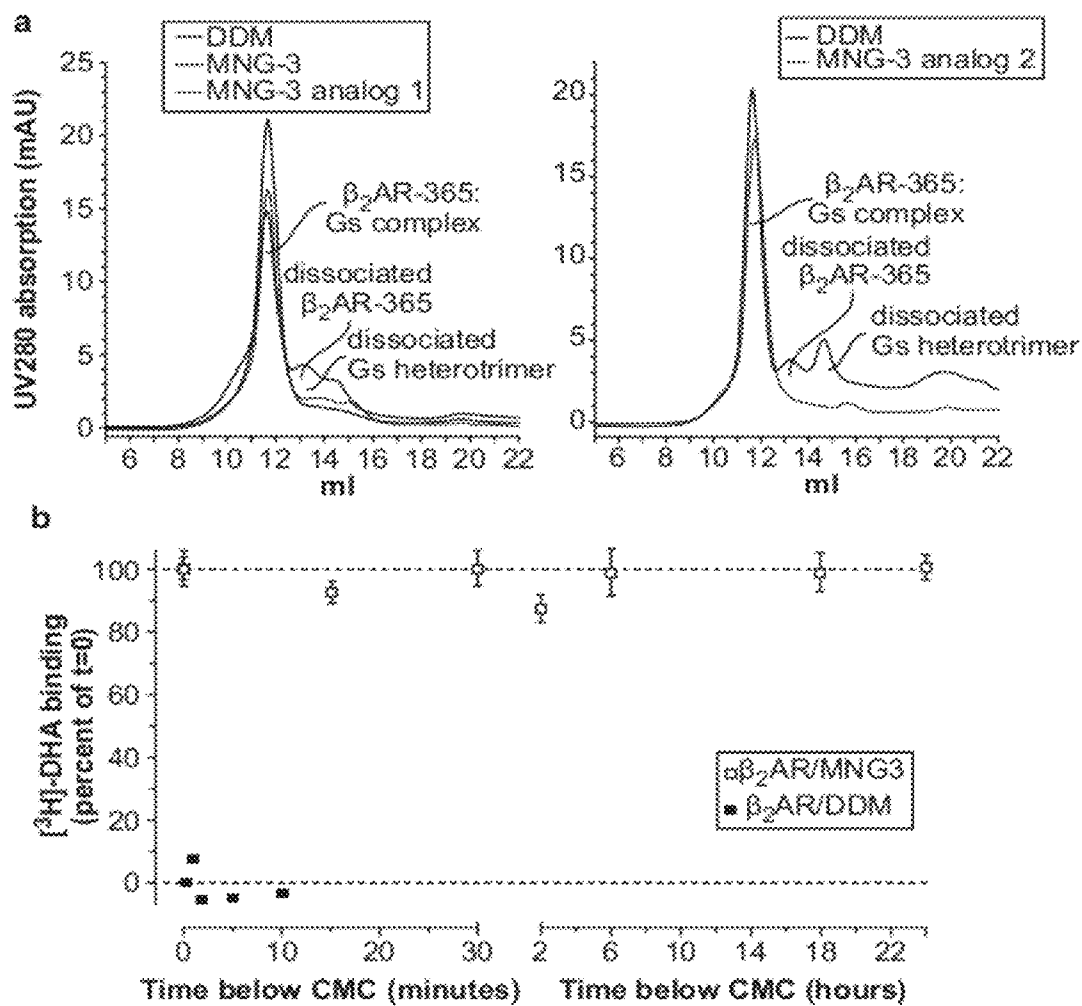 a
DDM
MNG-3
MNG-3 analog 1
UV280 absorption (mAU)
25
20
15
10
5
0
β₂AR-365:
Gs complex
dissociated
β₂AR-365
dissociated
Gs heterotrimer
6 8 10 12 14 16 18 20 22
ml
DDM
MNG-3 analog 2
20
15
10
5
0
β₂AR-365:
Gs complex
dissociated
β₂AR-365
dissociated
Gs heterotrimer
6 8 10 12 14 16 18 20 22
ml
b
[³H]-DHA binding
(percent of t=0)
100
80
60
40
20
0
β₂AR/MNG3
β₂AR/DDM
0 10 20 30 2 6 10 14 18 22
Time below CMC (minutes) Time below CMC (hours)